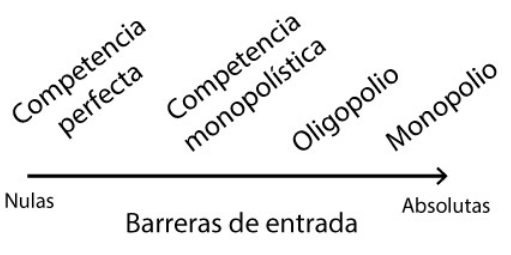 Competencia
perfecta
Competencia
monopolística
Oligopolio
Monopolio
Nulas
Absolutas
Barreras de entrada